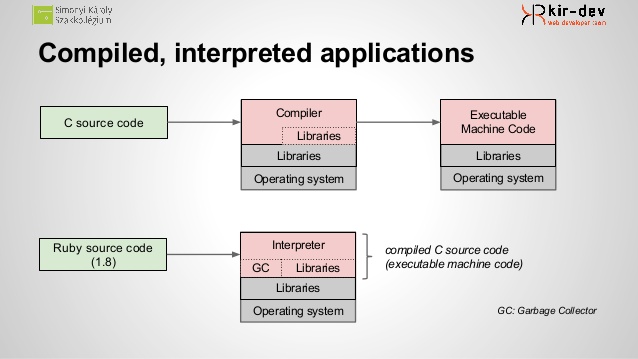 Simonyi Károly
Szakkollégium
kir-dev
web developer team
Compiled, interpreted applications
C source code
Compiler
Libraries
Libraries
Operating system
Executable
Machine Code
Libraries
Operating system
Ruby source code
(1.8)
Interpreter
GC
Libraries
Libraries
Operating system
compiled C source code
(executable machine code)
GC: Garbage Collector